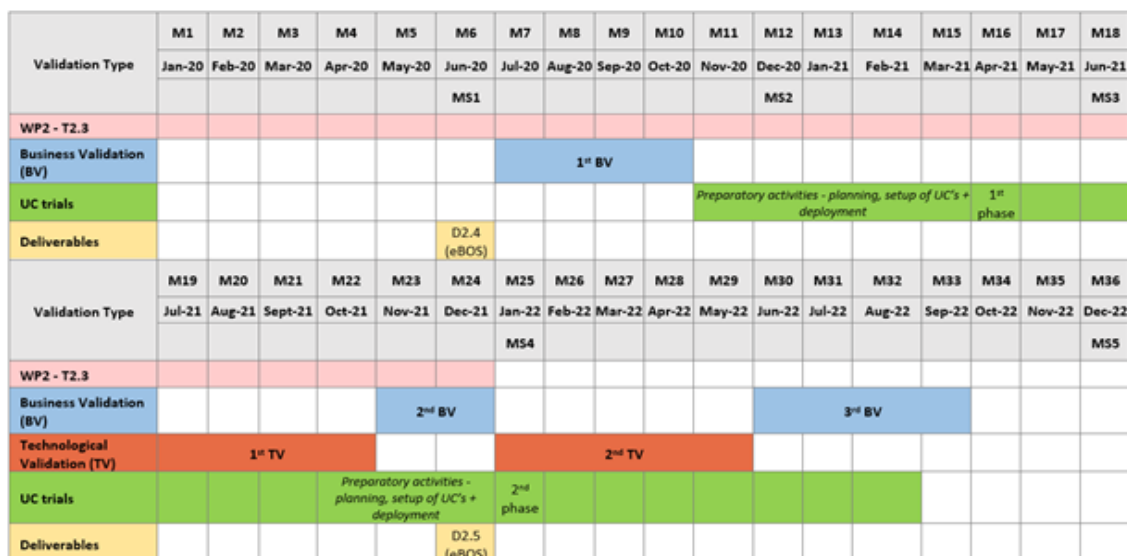 Validation Type M1 M2 M3 M4 M5 M6 M7 M8 M9 M10 M11 M12 M13 M14 M15 M16 M17 M18
Jan-20 Feb-20 Mar-20 Apr-20 May-20 Jun-20 Jul-20 Aug-20 Sep-20 Oct-20 Nov-20 Dec-20 Jan-21 Feb-21 Mar-21 Apr-21 May-21 Jun-21
MS1 MS2 MS3
WP2 - T2.3
Business Validation
(BV)
1st BV
UC trials
Preparatory activities - planning, setup of UC's +
deployment
1st
phase
Deliverables
D2.4
(eBOS)
Validation Type M19 M20 M21 M22 M23 M24 M25 M26 M27 M28 M29 M30 M31 M32 M33 M34 M35 M36
Jul-21 Aug-21 Sept-21 Oct-21 Nov-21 Dec-21 Jan-22 Feb-22 Mar-22 Apr-22 May-22 Jun-22 Jul-22 Aug-22 Sep-22 Oct-22 Nov-22 Dec-22
MS4 MS5
WP2 - T2.3
Business Validation
(BV)
2nd BV 3rd BV
Technological
Validation (TV)
1st TV 2nd TV
UC trials
Preparatory activities -
planning, setup of UC's +
deployment
2nd
phase
Deliverables
D2.5
(eBOS)